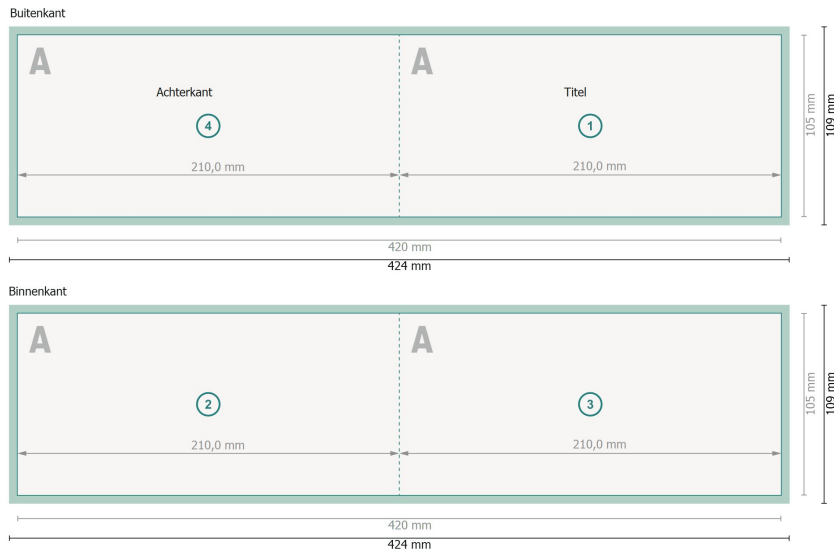 Buitenkant
A
A
Achterkant
Titel
4
1
210,0 mm
210,0 mm
105 mm
109 mm
420 mm
424 mm
Binnenkant
A
A
2
3
210,0 mm
210,0 mm
105 mm
109 mm
420 mm
424 mm